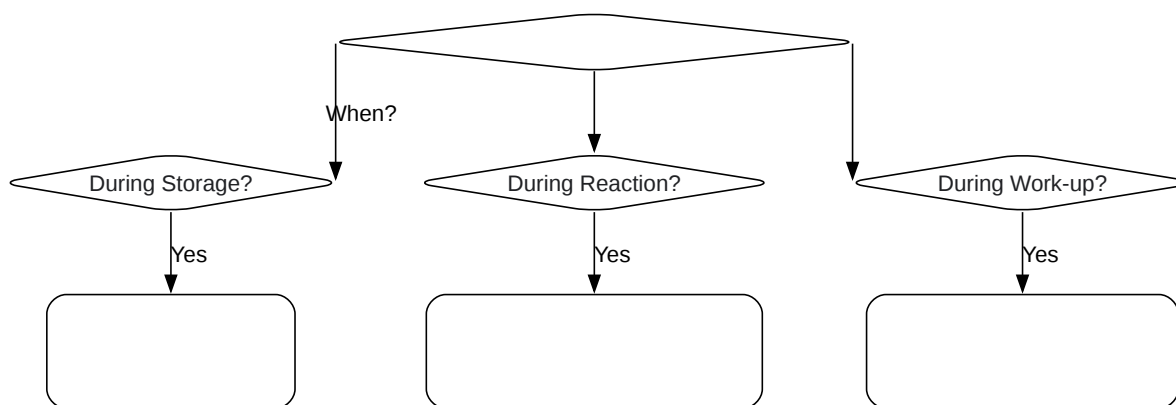 When?
During Storage?
During Reaction?
During Work-up?
Yes
Yes
Yes